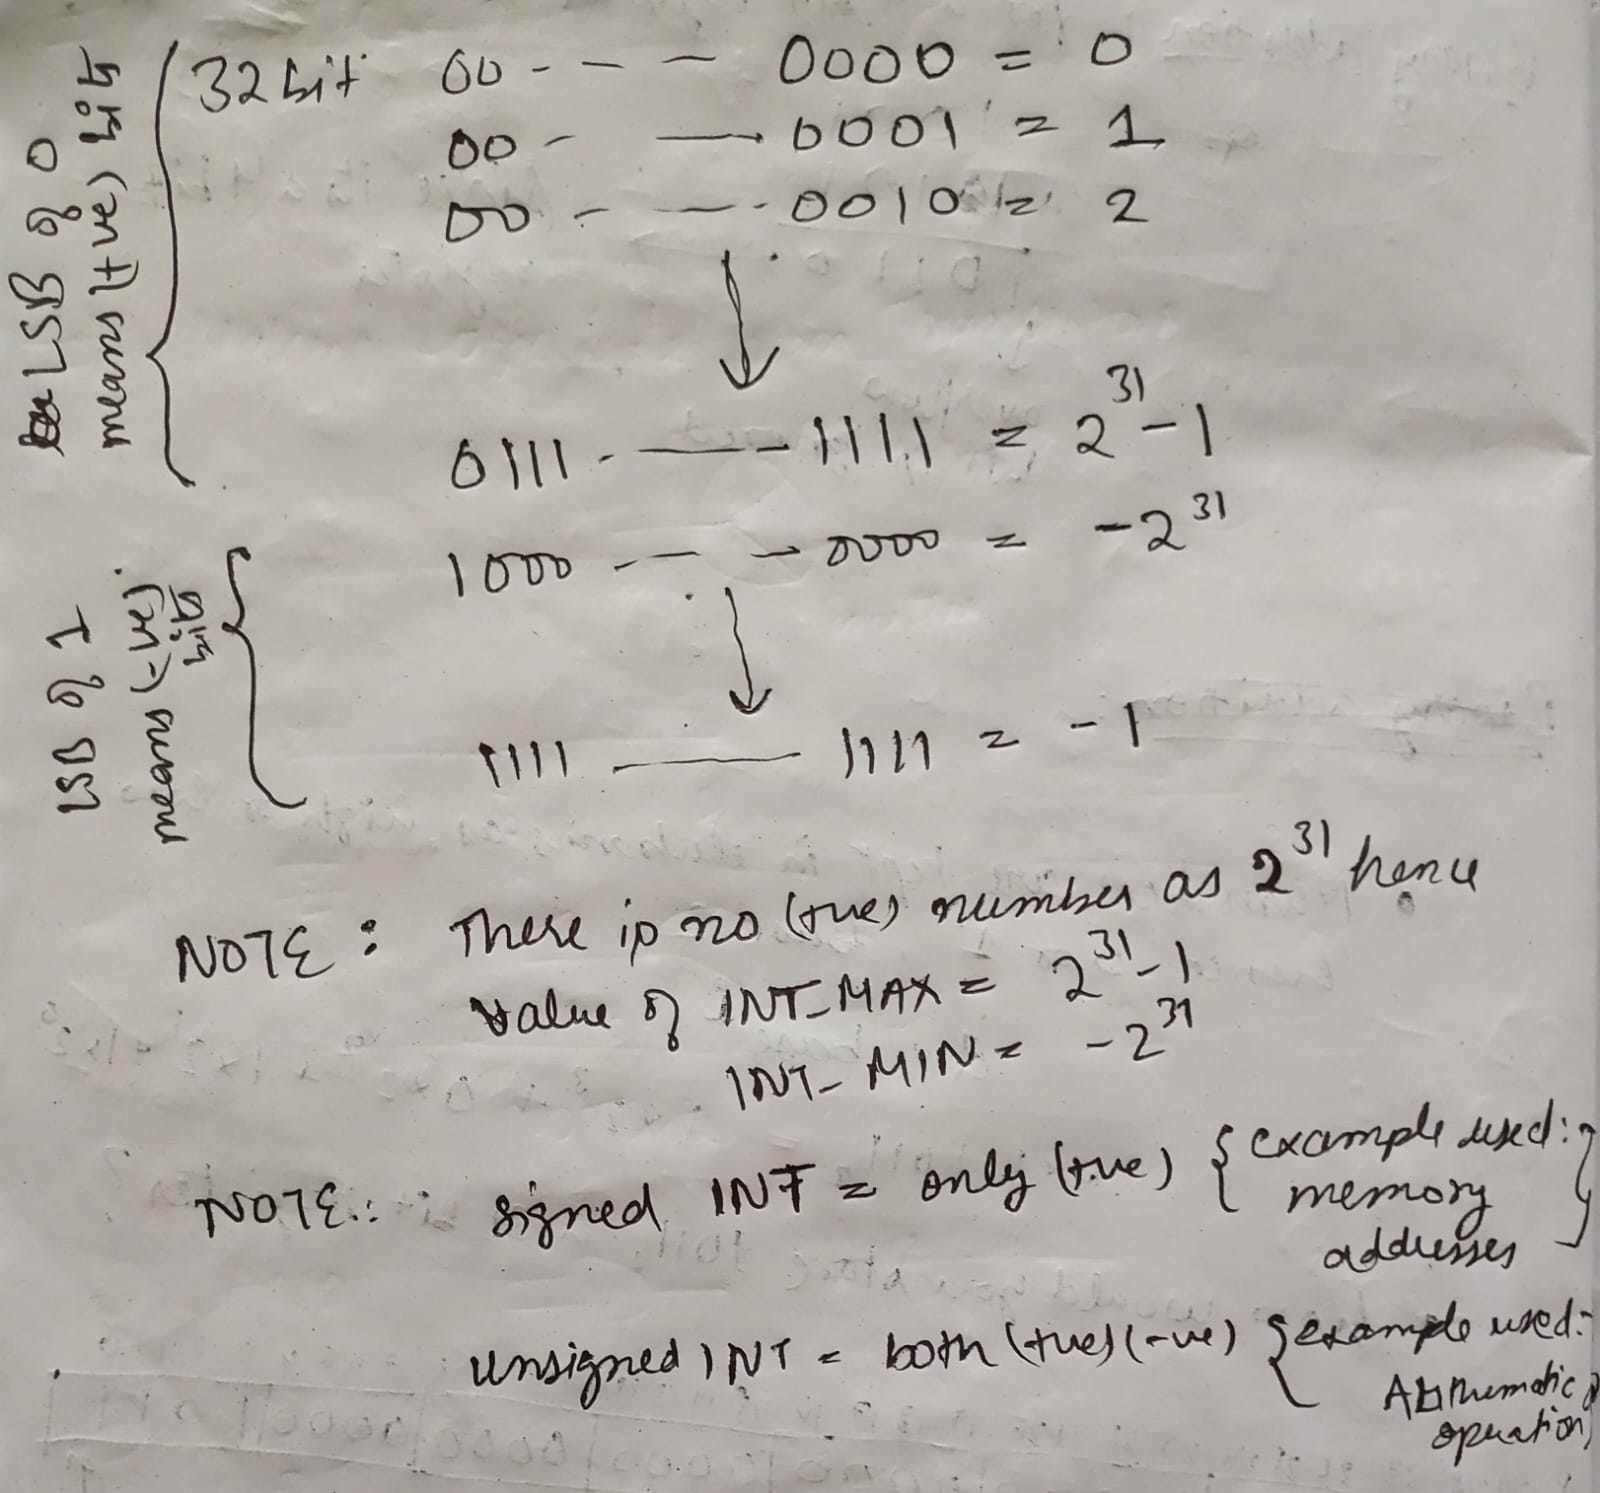 32 bit 00 - - - 0000 = 0
00 - — 0001 = 1
00 - — - 0010 = 2
LSB of 0
means (+ve) bit
0111 - — - 1111 = 2^31 - 1
1000 - — - 0000 = -2^31
LSB of 1
means (-ve)
bits
1111 — 1111 = -1
NOTE : There is no (+ve) number as 2^31 hence
value of INT_MAX = 2^31 - 1
INT_MIN = -2^31
NOTE : signed INT = only (+ve) { example used :
memory
addresses }
unsigned INT = both (+ve) (-ve) { example used :
operation